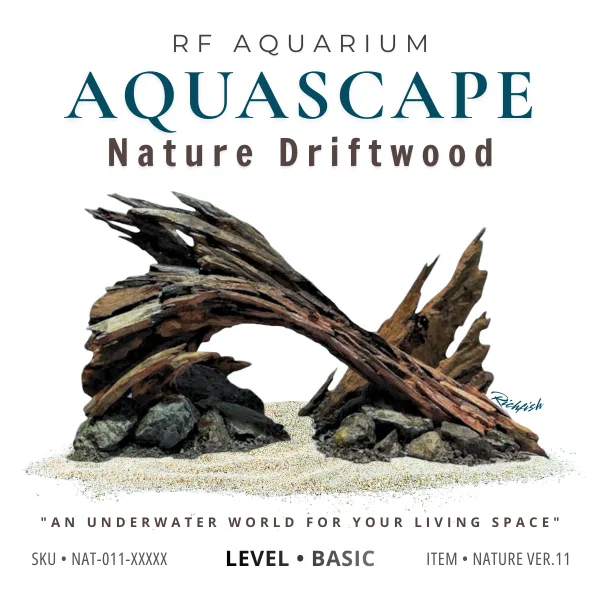 RF AQUARIUM
AQUASCAPE
Nature Driftwood
Richfish
"AN UNDERWATER WORLD FOR YOUR LIVING SPACE"
SKU • NAT-011-XXXXX
LEVEL • BASIC
ITEM • NATURE VER.11